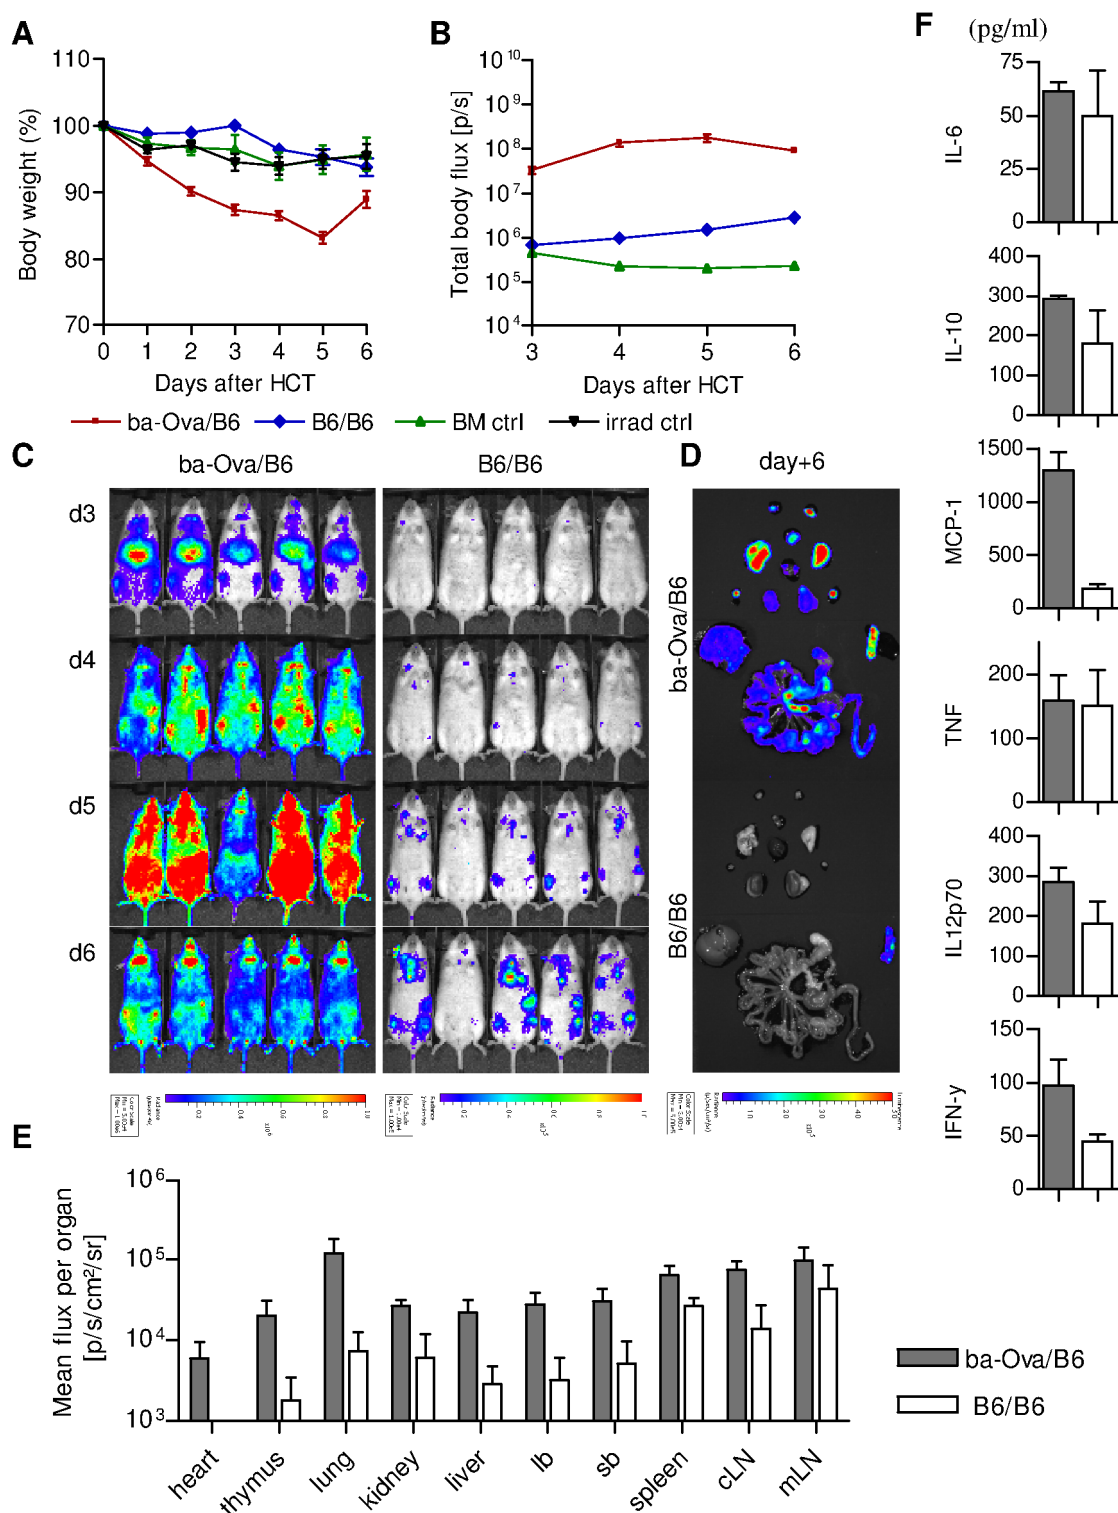 A
Body weight (%)
110
100
90
80
70
0 1 2 3 4 5 6
Days after HCT
B
Total body flux [p/s]
10^10
10^9
10^8
10^7
10^6
10^5
10^4
3 4 5 6
Days after HCT
ba-Ova/B6 B6/B6 BM ctrl irrad ctrl
C
ba-Ova/B6 B6/B6
d3
d4
d5
d6
D
day+6
ba-Ova/B6
B6/B6
E
Mean flux per organ
[p/s/cm²/sr]
10^6
10^5
10^4
10^3
heart thymus lung kidney liver lb sb spleen cLN mLN
ba-Ova/B6
B6/B6
F (pg/ml)
IL-6
75
50
25
0
IL-10
400
300
200
100
0
MCP-1
1500
1000
500
0
TNF
200
100
0
IL12p70
400
300
200
100
0
IFN-y
150
100
50
0